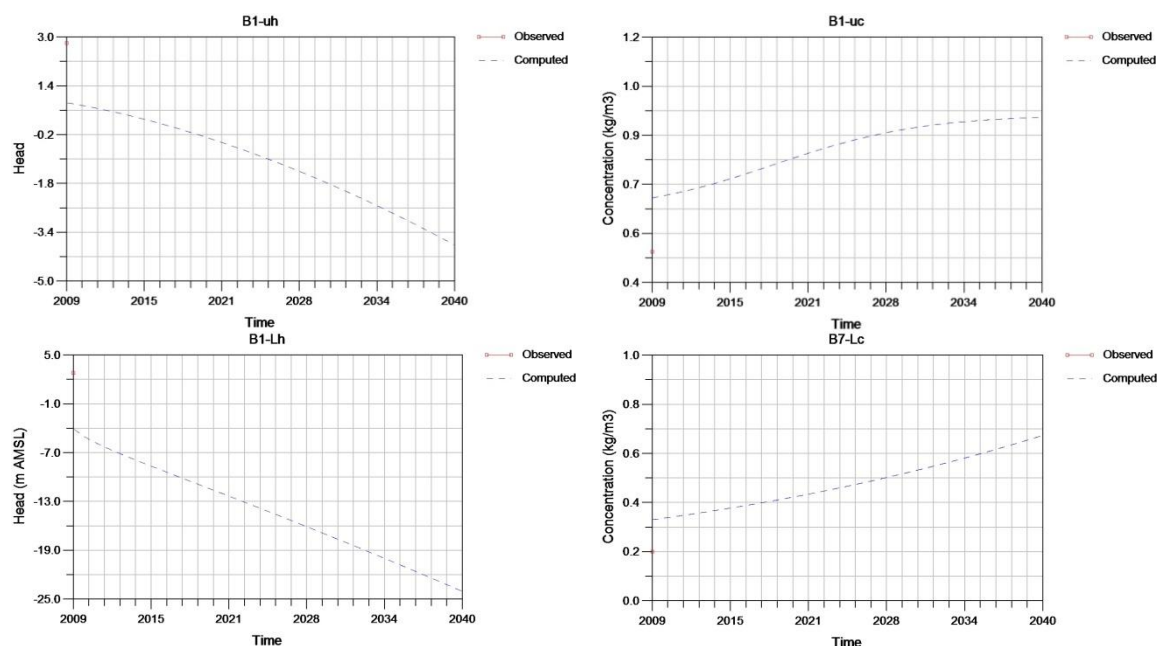 B1-uh
3.0
1.4
-0.2
-1.8
-3.4
-5.0
Head
2009 2015 2021 2028 2034 2040
Time
Observed
Computed
B1-uc
1.2
1.0
0.9
0.7
0.6
0.4
Concentration (kg/m3)
2009 2015 2021 2028 2034 2040
Time
Observed
Computed
B1-Lh
5.0
-1.0
-7.0
-13.0
-19.0
-25.0
Head (m AMSL)
2009 2015 2021 2028 2034 2040
Time
Observed
Computed
B7-Lc
1.0
0.8
0.6
0.4
0.2
0.0
Concentration (kg/m3)
2009 2015 2021 2028 2034 2040
Time
Observed
Computed